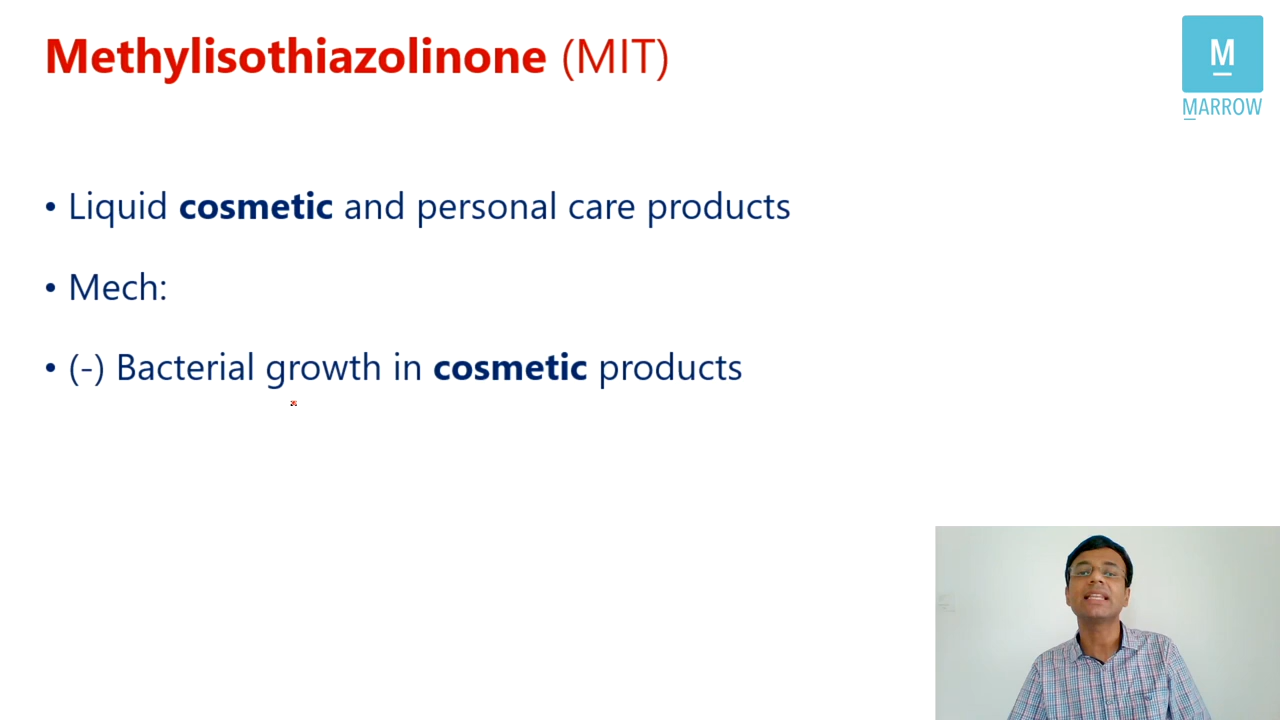 Methylisothiazolinone (MIT)
M
MARROW
• Liquid cosmetic and personal care products
• Mech:
• (-) Bacterial growth in cosmetic products